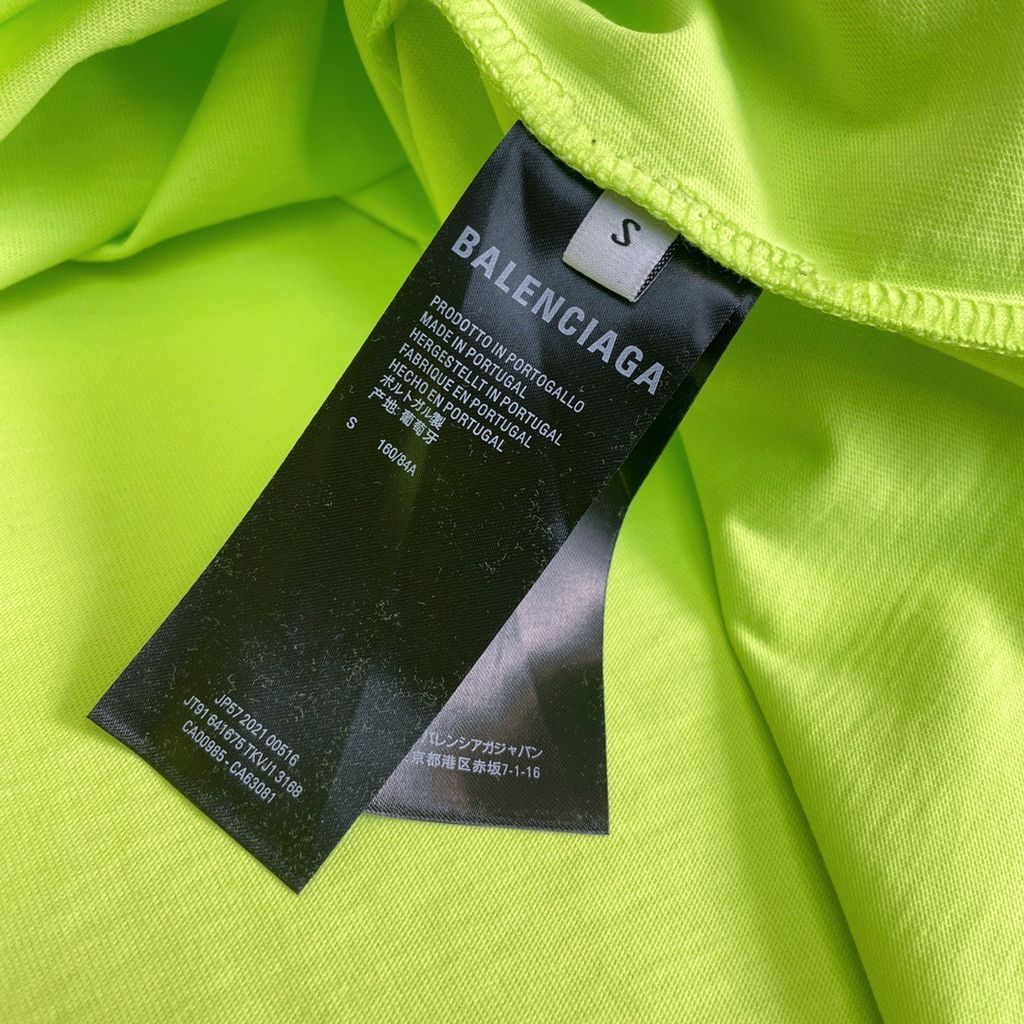 S
BALENCIAGA
PRODOTTO IN PORTOGALLO
MADE IN PORTUGAL
HERGESTELLT IN PORTUGAL
FABRIQUE EN PORTUGAL
HECHO EN PORTUGAL
ポルトガル製
产地: 葡萄牙
S 160/84A
JP57 2021 00516
JT91 641675 TKVJ1 3168
CA00985 - CA63081
レンシアガジャパン
京都港区赤坂7-1-16